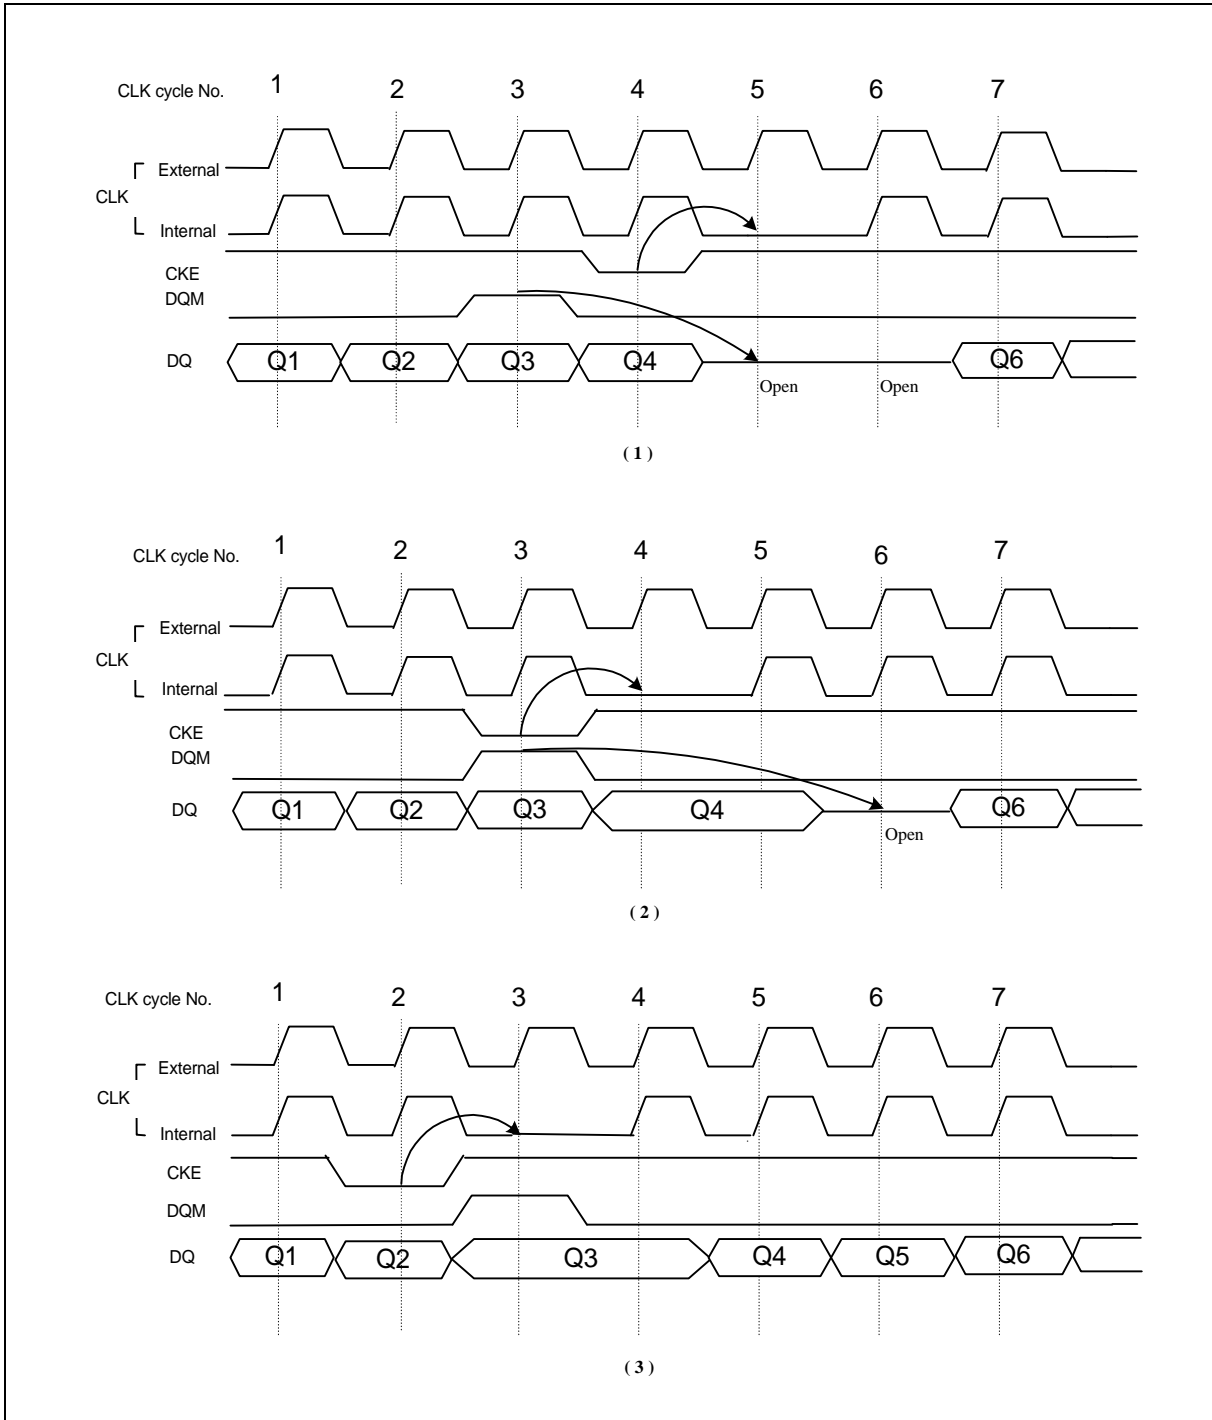 CLK cycle No. 1 2 3 4 5 6 7
External
CLK
Internal
CKE
DQM
DQ Q1 Q2 Q3 Q4 Q6
Open Open
( 1 )
CLK cycle No. 1 2 3 4 5 6 7
External
CLK
Internal
CKE
DQM
DQ Q1 Q2 Q3 Q4 Q6
Open
( 2 )
CLK cycle No. 1 2 3 4 5 6 7
External
CLK
Internal
CKE
DQM
DQ Q1 Q2 Q3 Q4 Q5 Q6
( 3 )